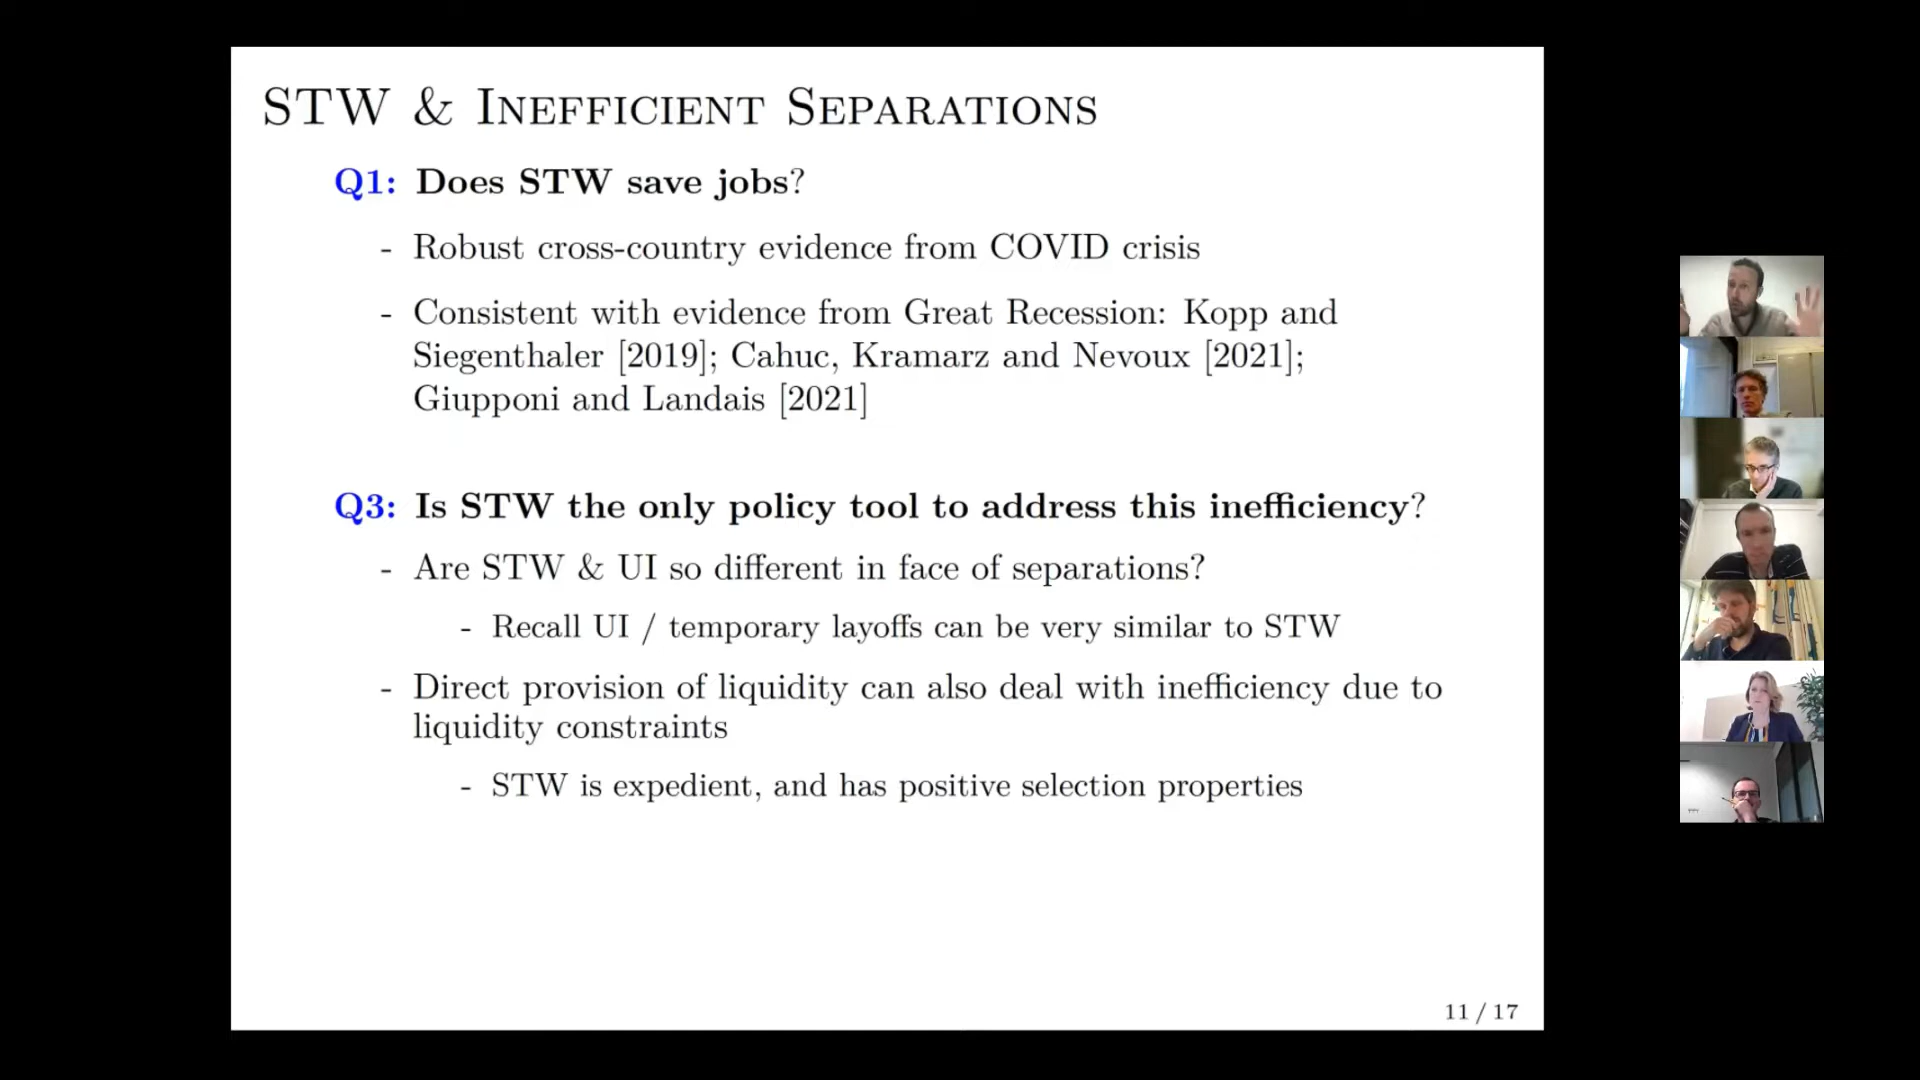 STW & Inefficient Separations
Q1: Does STW save jobs?
- Robust cross-country evidence from COVID crisis
- Consistent with evidence from Great Recession: Kopp and
Siegenthaler [2019]; Cahuc, Kramarz and Nevoux [2021];
Giupponi and Landais [2021]
Q3: Is STW the only policy tool to address this inefficiency?
- Are STW & UI so different in face of separations?
- Recall UI / temporary layoffs can be very similar to STW
- Direct provision of liquidity can also deal with inefficiency due to
liquidity constraints
- STW is expedient, and has positive selection properties
11 / 17